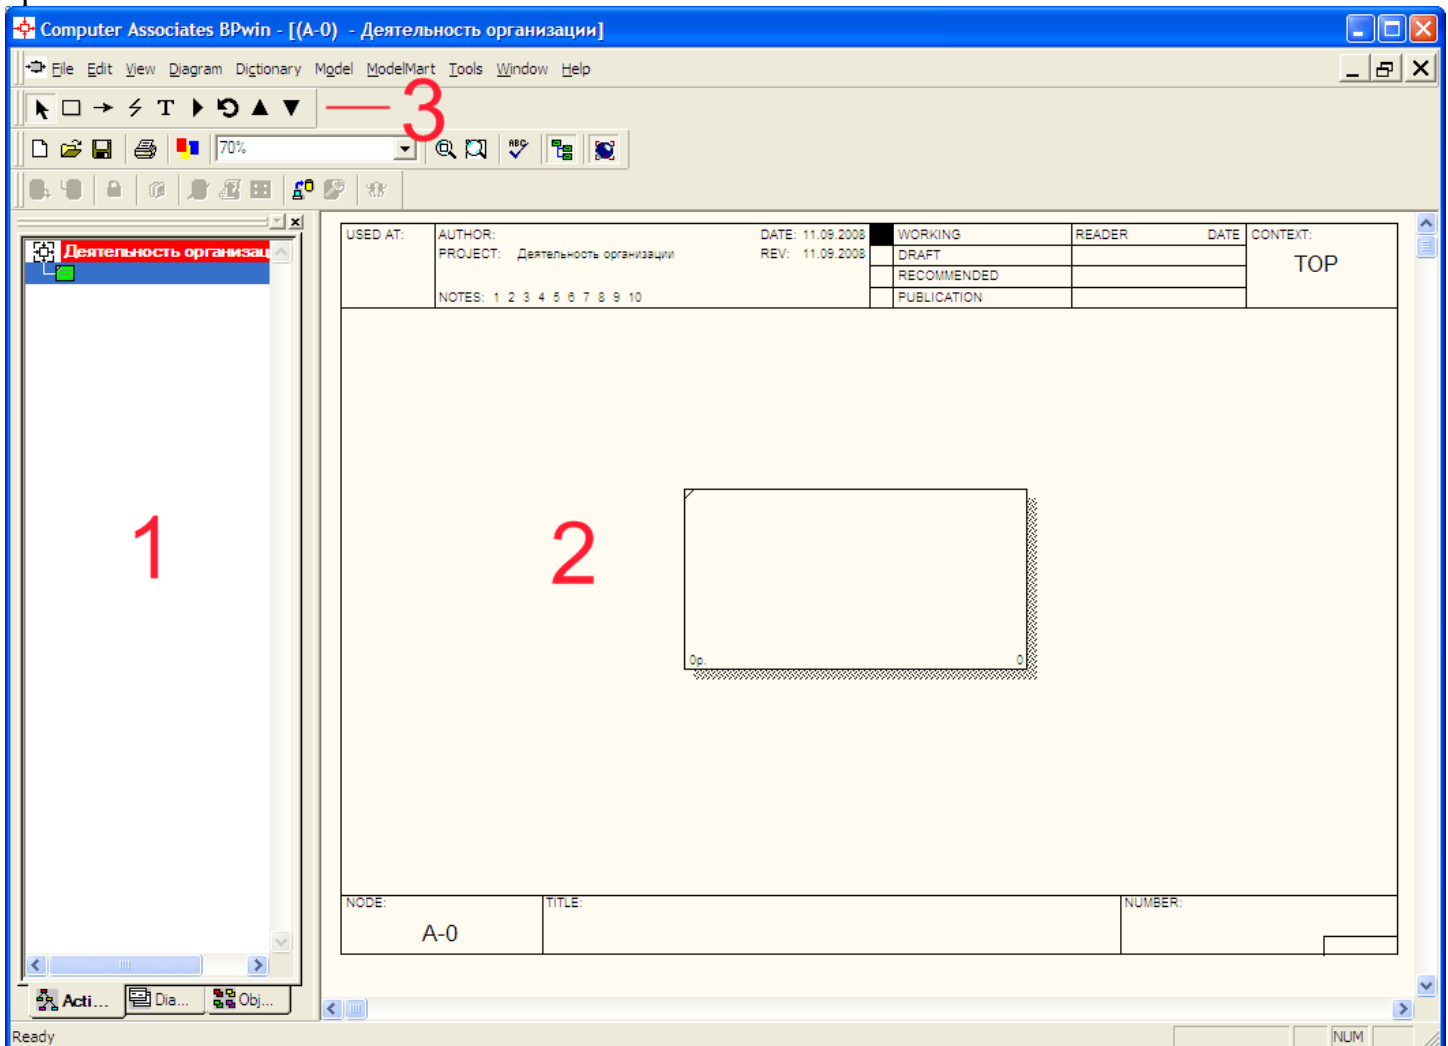 Computer Associates BPwin - [(A-0) - Деятельность организации]
File Edit View Diagram Dictionary Model ModelMart Tools Window Help
T
3
70%
ABC
Деятельность организац
USED AT: AUTHOR: DATE: 11.09.2008 WORKING READER DATE CONTEXT:
PROJECT: Деятельность организации REV: 11.09.2008 DRAFT TOP
RECOMMENDED
NOTES: 1 2 3 4 5 6 7 8 9 10 PUBLICATION
1
2
0р. 0
NODE: TITLE: NUMBER:
A-0
Acti... Dia... Obj...
Ready NUM